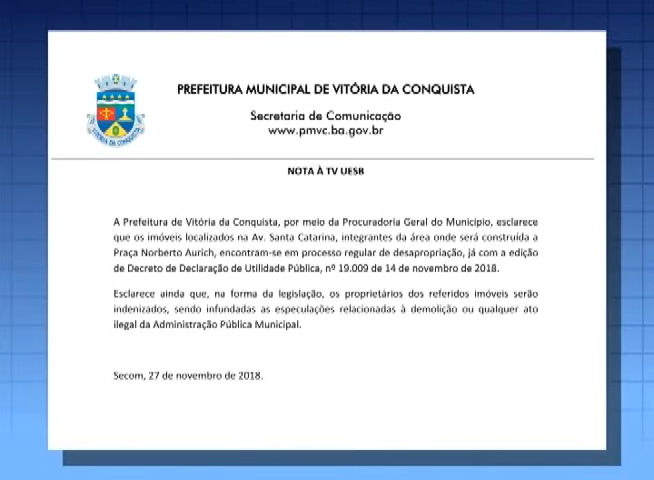 PREFEITURA MUNICIPAL DE VITÓRIA DA CONQUISTA
Secretaria de Comunicação
www.pmvc.ba.gov.br
VITÓRIA DA CONQUISTA
NOTA À TV UESB
A Prefeitura de Vitória da Conquista, por meio da Procuradoria Geral do Município, esclarece
que os imóveis localizados na Av. Santa Catarina, integrantes da área onde será construída a
Praça Norberto Aurich, encontram-se em processo regular de desapropriação, já com a edição
de Decreto de Declaração de Utilidade Pública, nº 19.009 de 14 de novembro de 2018.
Esclarece ainda que, na forma da legislação, os proprietários dos referidos imóveis serão
indenizados, sendo infundadas as especulações relacionadas à demolição ou qualquer ato
ilegal da Administração Pública Municipal.
Secom, 27 de novembro de 2018.